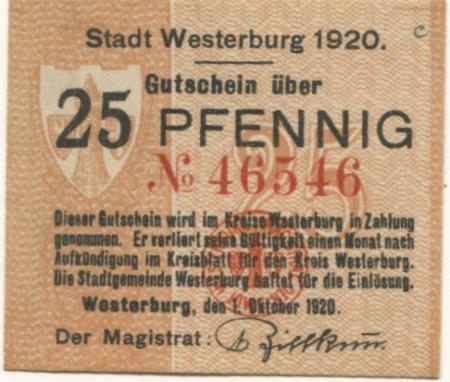 Stadt Westerburg 1920.
Gutschein über
25 PFENNIG
№ 46546
Dieser Gutschein wird im Kreise Westerburg in Zahlung
genommen. Er verliert seine Gültigkeit einen Monat nach
Aufkündigung im Kreisblatt für den Kreis Westerburg.
Die Stadtgemeinde Westerburg haftet für die Einlösung.
Westerburg, den 1. Oktober 1920.
Der Magistrat: